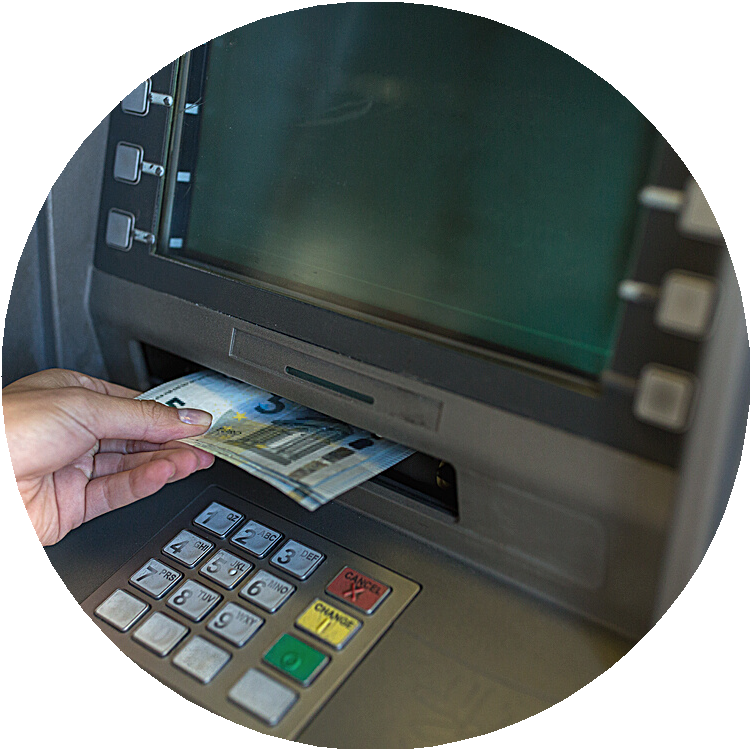 5
1 QZ
2 ABC
3 DEF
CANCEL
4 GHI
5 JKL
6 MNO
CHANGE
7 PRS
8 TUV
9 WXY